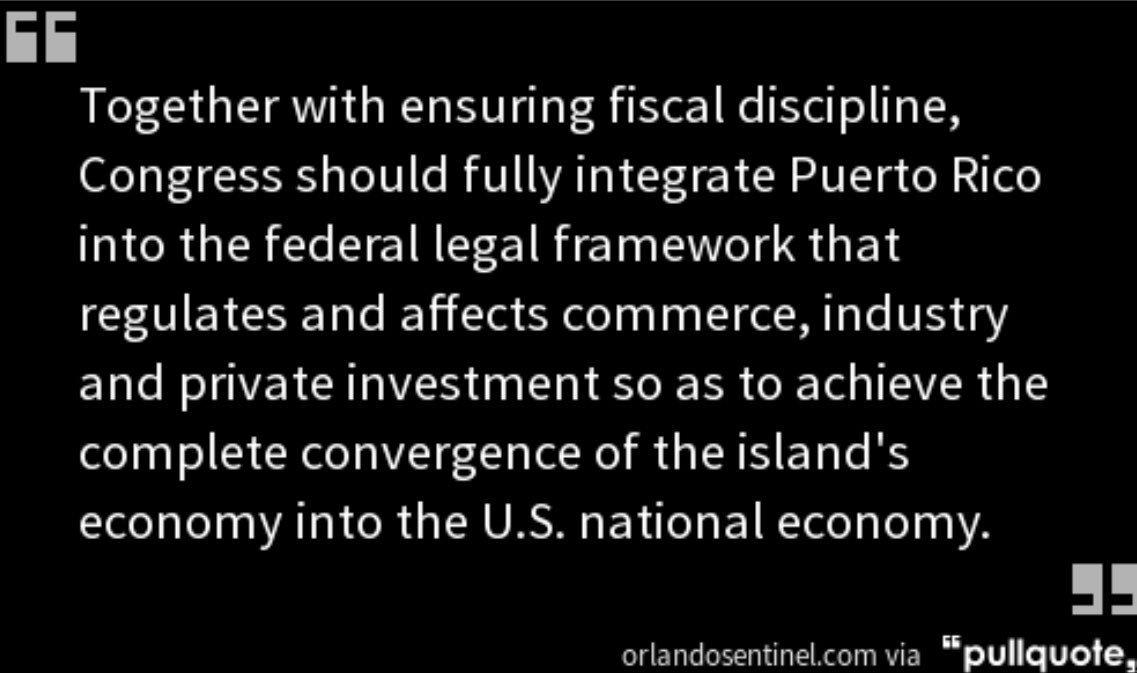 “
Together with ensuring fiscal discipline,
Congress should fully integrate Puerto Rico
into the federal legal framework that
regulates and affects commerce, industry
and private investment so as to achieve the
complete convergence of the island's
economy into the U.S. national economy.
”
orlandosentinel.com via “pullquote,,